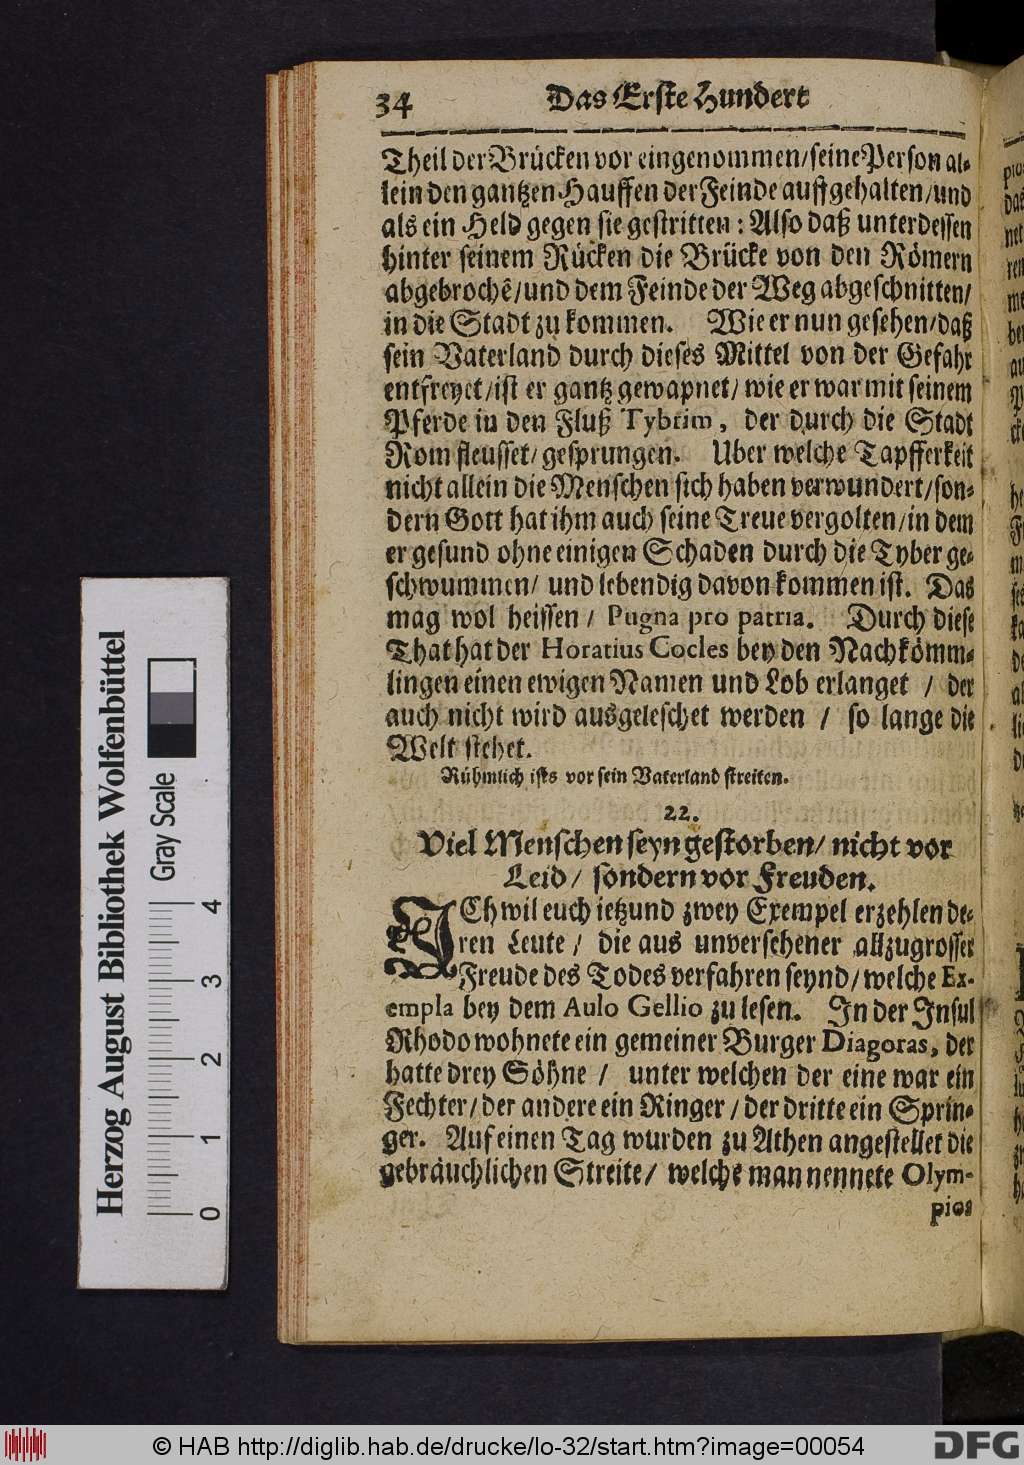 34 Das Erste Hundert
Theil der Brücken vor eingenommen/ seine Person al-
lein den gantzen Hauffen der Feinde auffgehalten/ und
als ein Held gegen sie gestritten: Also daß unterdessen
hinter seinem Rücken die Brücke von den Römern
abgebrochē/ und dem Feinde der Weg abgeschnitten/
in die Stadt zu kommen. Wie er nun gesehen/ daß
sein Vaterland durch dieses Mittel von der Gefahr
entfreyet/ ist er gantz gewapnet/ wie er war mit seinem
Pferde in den Fluß Tybrim, der durch die Stadt
Rom fleusset/ gesprungen. Uber welche Tapfferkeit
nicht allein die Menschen sich haben verwundert/ son-
dern Gott hat ihm auch seine Treue vergolten/ in dem
er gesund ohne einigen Schaden durch die Tyber ge-
schwummen/ und lebendig davon kommen ist. Das
mag wol heissen/ Pugna pro patria. Durch diese
That hat der Horatius Cocles bey den Nachkömm-
lingen einen ewigen Namen und Lob erlanget / der
auch nicht wird ausgeleschet werden / so lange die
Welt stehet.
Rühmlich ists vor sein Vaterland streiten.
22.
Viel Menschen seyn gestorben/ nicht vor
Leid/ sondern vor Freuden.
ICh wil euch ietzund zwey Exempel erzehlen de-
ren Leute / die aus unversehener allzugrosser
Freude des Todes verfahren seynd/ welche Ex-
empla bey dem Aulo Gellio zu lesen. In der Insul
Rhodo wohnete ein gemeiner Burger Diagoras, der
hatte drey Söhne / unter welchen der eine war ein
Fechter/ der andere ein Ringer / der dritte ein Sprin-
ger. Auf einen Tag wurden zu Athen angestellet die
gebräuchlichen Streite/ welche man nennete Olym-
pios
Herzog August Bibliothek Wolfenbüttel
Gray Scale
0 1 2 3 4
© HAB http://diglib.hab.de/drucke/lo-32/start.htm?image=00054
DFG